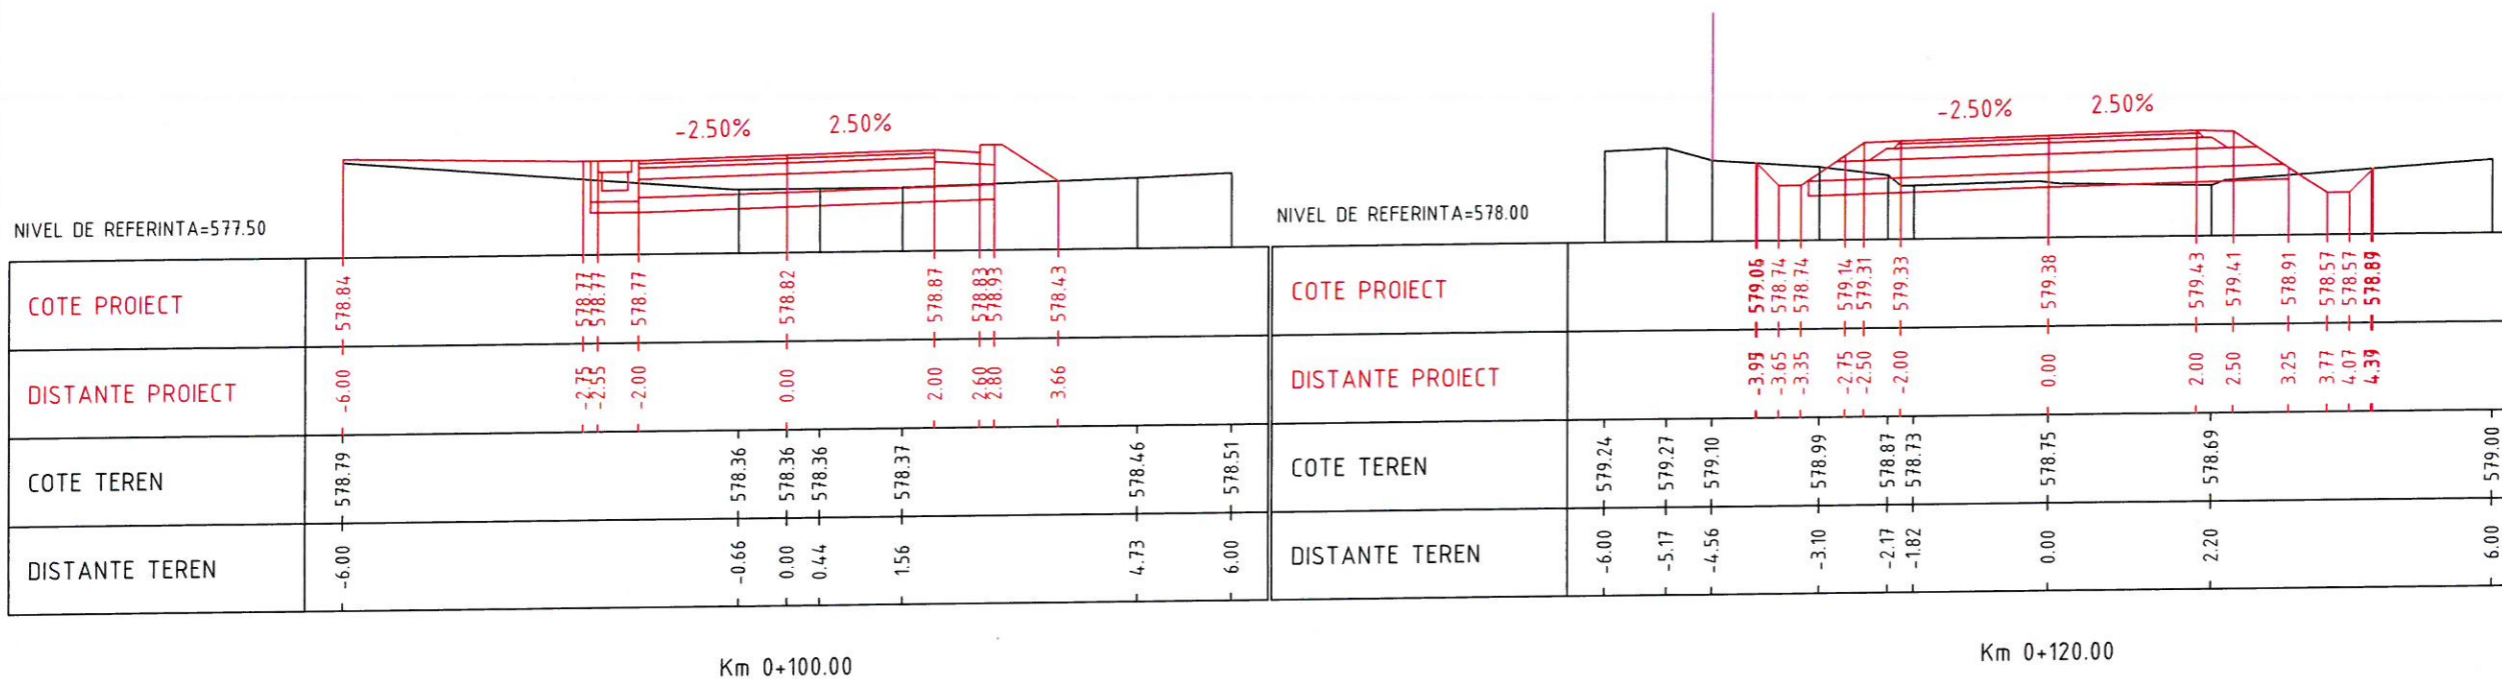 -2.50% 2.50%
NIVEL DE REFERINTA=577.50
COTE PROIECT 578.84 578.77 578.77 578.77 578.82 578.87 578.83 578.93 578.43
DISTANTE PROIECT -6.00 -2.75 -2.55 -2.00 0.00 2.00 2.60 2.80 3.66
COTE TEREN 578.79 578.36 578.36 578.36 578.37 578.46 578.51
DISTANTE TEREN -6.00 -0.66 0.00 0.44 1.56 4.73 6.00
Km 0+100.00
-2.50% 2.50%
NIVEL DE REFERINTA=578.00
COTE PROIECT 578.74 578.74 579.14 579.31 579.33 579.38 579.43 579.41 578.91 578.57 578.57
DISTANTE PROIECT -3.65 -3.35 -2.75 -2.50 -2.00 0.00 2.00 2.50 3.25 3.77 4.07
COTE TEREN 579.24 579.27 579.10 578.99 578.87 578.73 578.75 578.69 579.00
DISTANTE TEREN -6.00 -5.17 -4.56 -3.10 -2.17 -1.82 0.00 2.20 6.00
Km 0+120.00